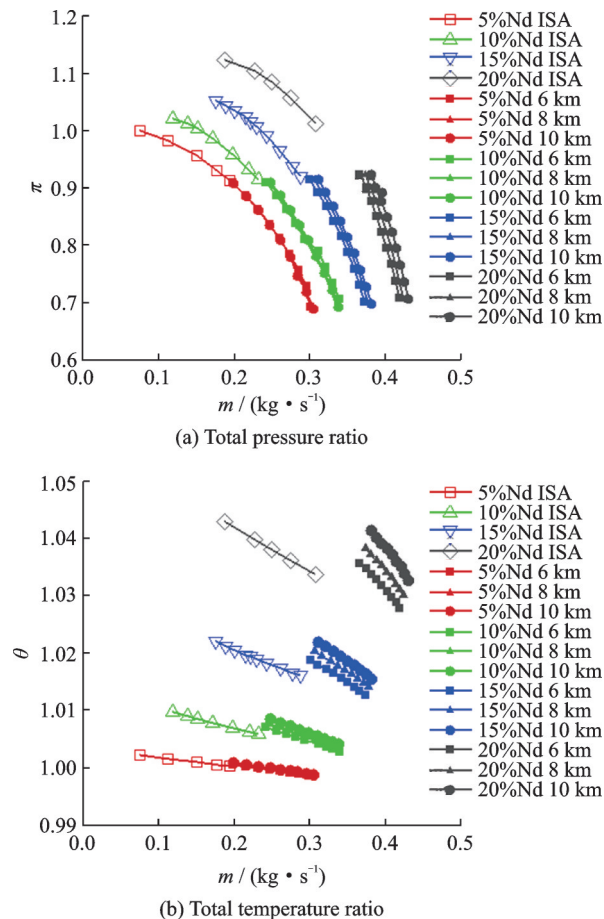 1.2
1.1
1.0
0.9
0.8
0.7
0.6
π
0.0
0.1
0.2
0.3
0.4
0.5
m / (kg · s⁻¹)
5%Nd ISA
10%Nd ISA
15%Nd ISA
20%Nd ISA
5%Nd 6 km
5%Nd 8 km
5%Nd 10 km
10%Nd 6 km
10%Nd 8 km
10%Nd 10 km
15%Nd 6 km
15%Nd 8 km
15%Nd 10 km
20%Nd 6 km
20%Nd 8 km
20%Nd 10 km
(a) Total pressure ratio
1.05
1.04
1.03
1.02
1.01
1.00
0.99
θ
0.0
0.1
0.2
0.3
0.4
0.5
m / (kg · s⁻¹)
5%Nd ISA
10%Nd ISA
15%Nd ISA
20%Nd ISA
5%Nd 6 km
5%Nd 8 km
5%Nd 10 km
10%Nd 6 km
10%Nd 8 km
10%Nd 10 km
15%Nd 6 km
15%Nd 8 km
15%Nd 10 km
20%Nd 6 km
20%Nd 8 km
20%Nd 10 km
(b) Total temperature ratio